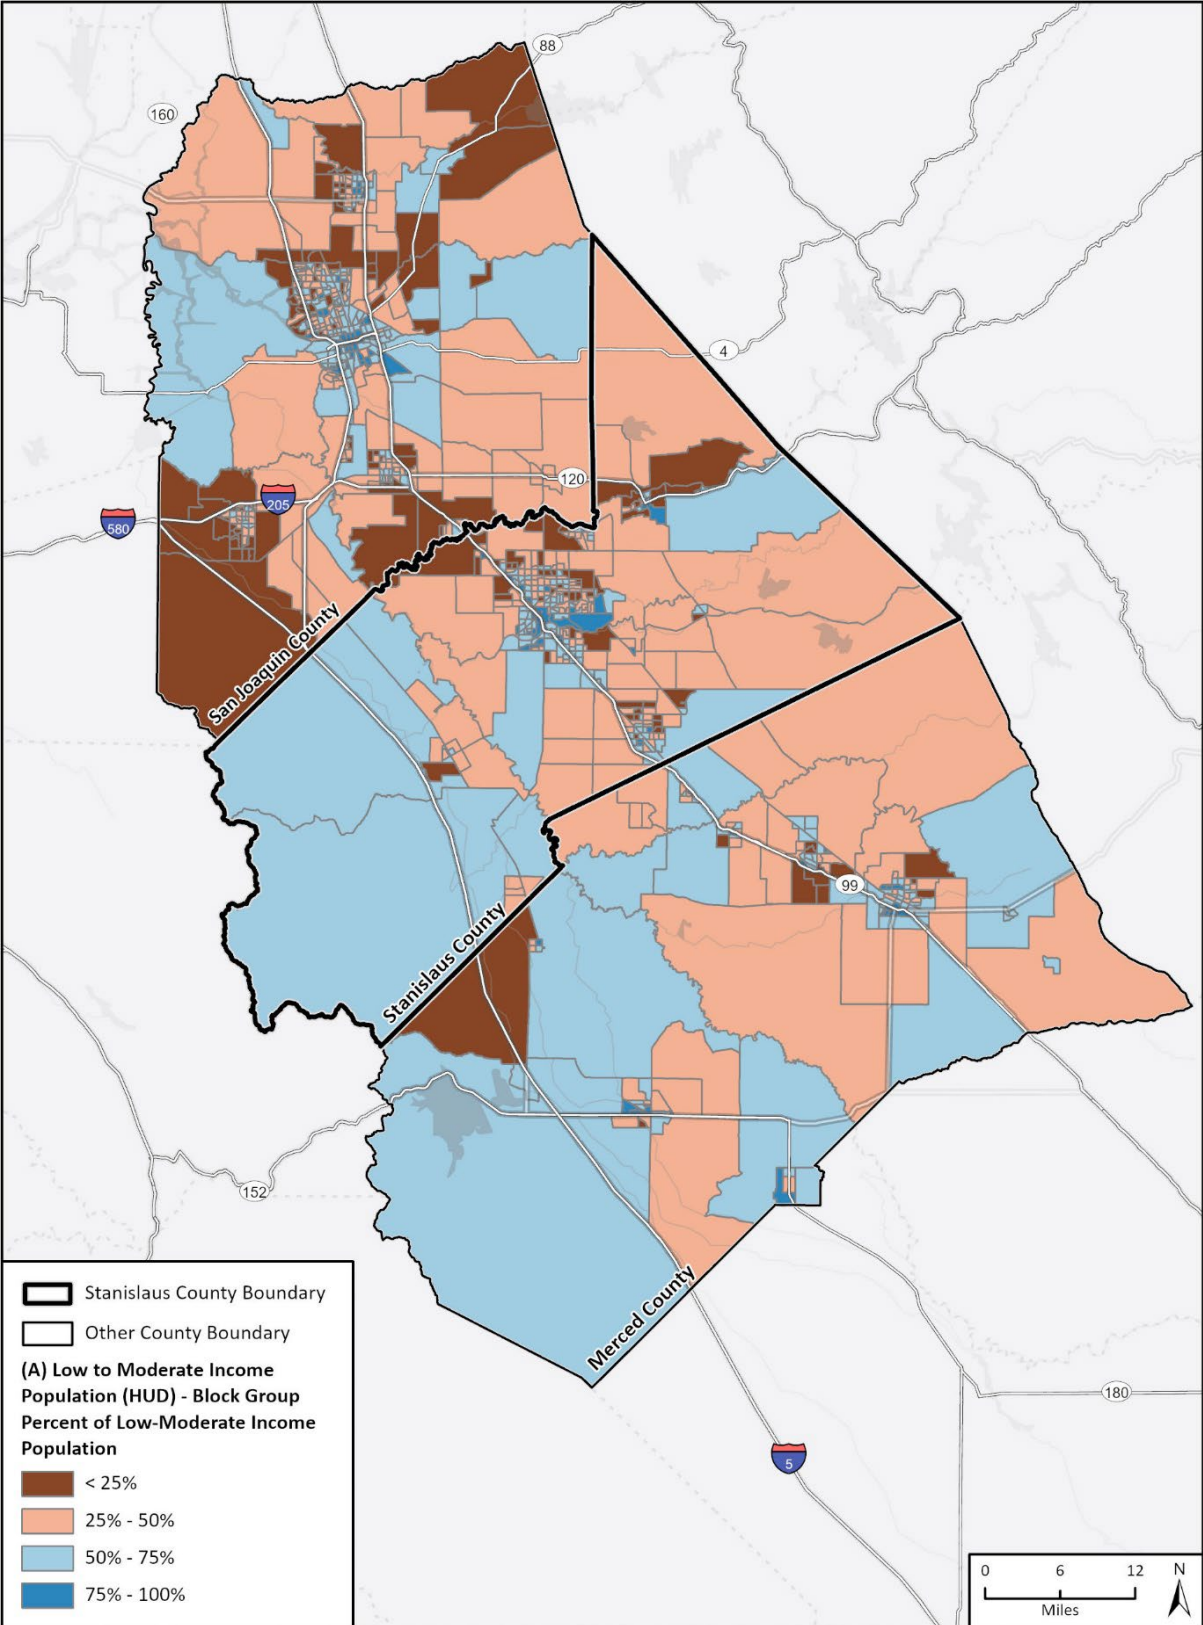 88
160
4
120
205
580
San Joaquin County
99
Stanislaus County
152
Merced County
180
5
Stanislaus County Boundary
Other County Boundary
(A) Low to Moderate Income
Population (HUD) - Block Group
Percent of Low-Moderate Income
Population
< 25%
25% - 50%
50% - 75%
75% - 100%
0 6 12
Miles
N